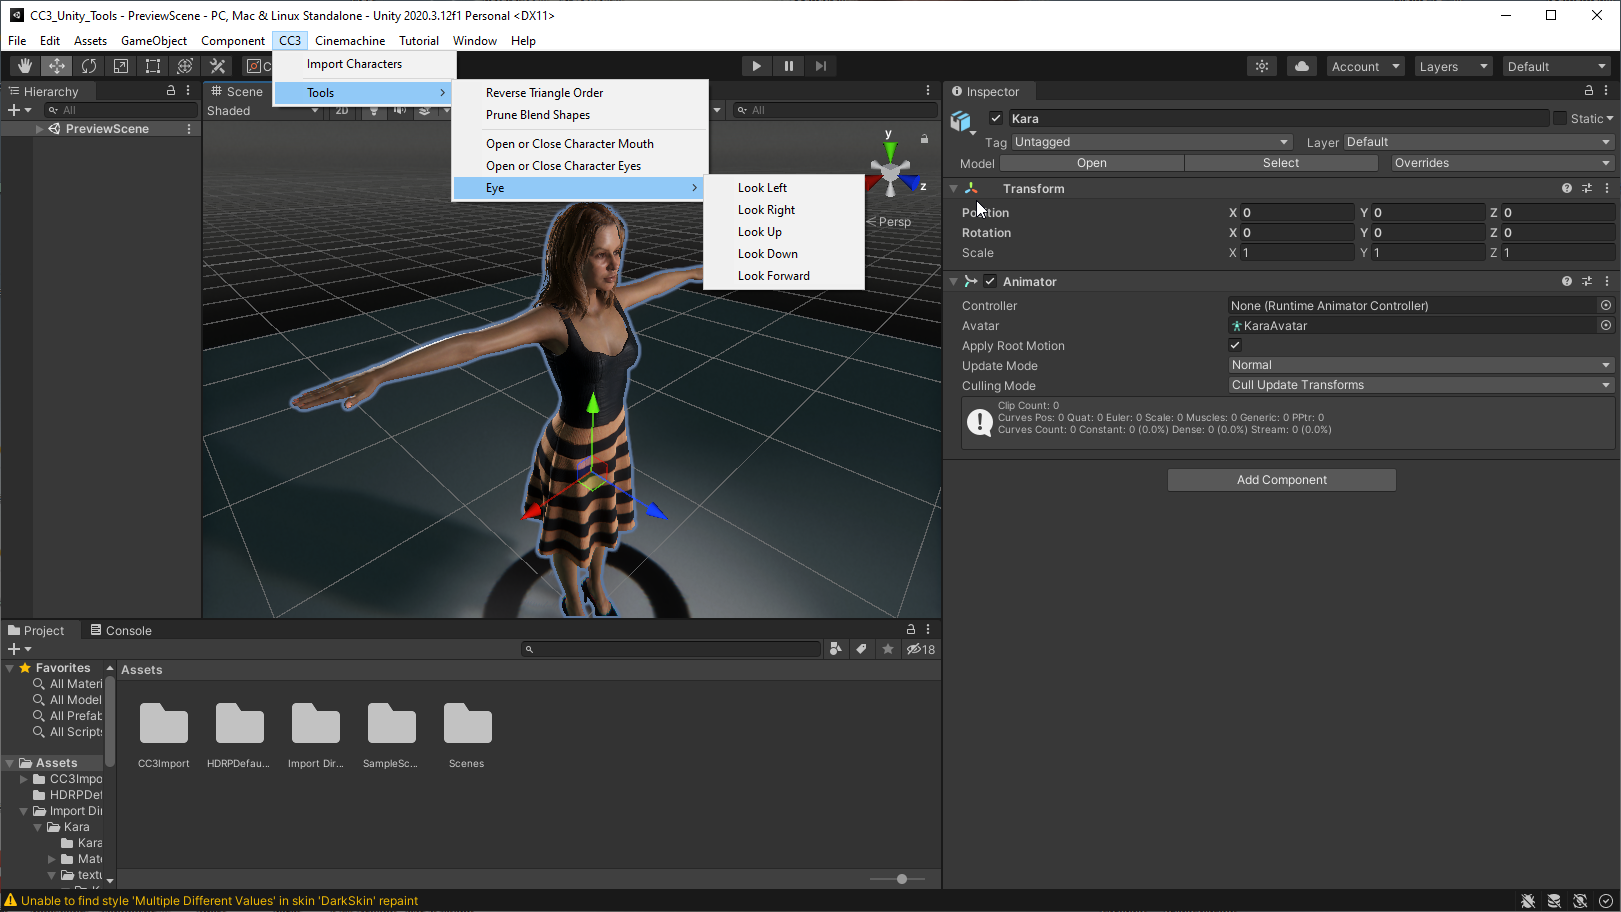 CC3_Unity_Tools - PreviewScene - PC, Mac & Linux Standalone - Unity 2020.3.12f1 Personal <DX11>
File Edit Assets GameObject Component CC3 Cinemachine Tutorial Window Help
Import Characters
Tools
Reverse Triangle Order
Prune Blend Shapes
Open or Close Character Mouth
Open or Close Character Eyes
Eye
Look Left
Look Right
Look Up
Look Down
Look Forward
Account Layers Default
Hierarchy
All
PreviewScene
Scene
Shaded 2D All
y
z
Persp
Inspector
Kara Static
Tag Untagged Layer Default
Model Open Select Overrides
Transform
Position X 0 Y 0 Z 0
Rotation X 0 Y 0 Z 0
Scale X 1 Y 1 Z 1
Animator
Controller None (Runtime Animator Controller)
Avatar KaraAvatar
Apply Root Motion
Update Mode Normal
Culling Mode Cull Update Transforms
Clip Count: 0
Curves Pos: 0 Quat: 0 Euler: 0 Scale: 0 Muscles: 0 Generic: 0 PPtr: 0
Curves Count: 0 Constant: 0 (0.0%) Dense: 0 (0.0%) Stream: 0 (0.0%)
Add Component
Project Console
18
Favorites
All Materi
All Model
All Prefab
All Scripts
Assets
CC3Impo
HDRPDef
Import Dir
Kara
Kara
Mate
textu
Assets
CC3Import HDRPDefau... Import Dir... SampleSc... Scenes
Unable to find style 'Multiple Different Values' in skin 'DarkSkin' repaint